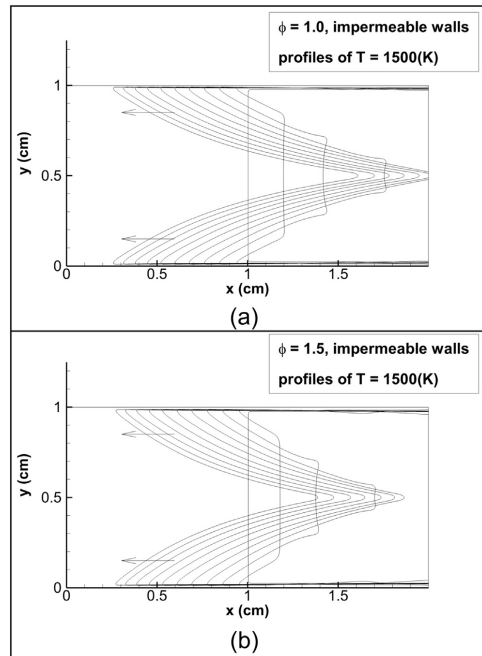 ϕ = 1.0, impermeable walls
profiles of T = 1500(K)
y (cm)
1
0.5
0
0
0.5
1
1.5
x (cm)
(a)
ϕ = 1.5, impermeable walls
profiles of T = 1500(K)
y (cm)
1
0.5
0
0
0.5
1
1.5
x (cm)
(b)